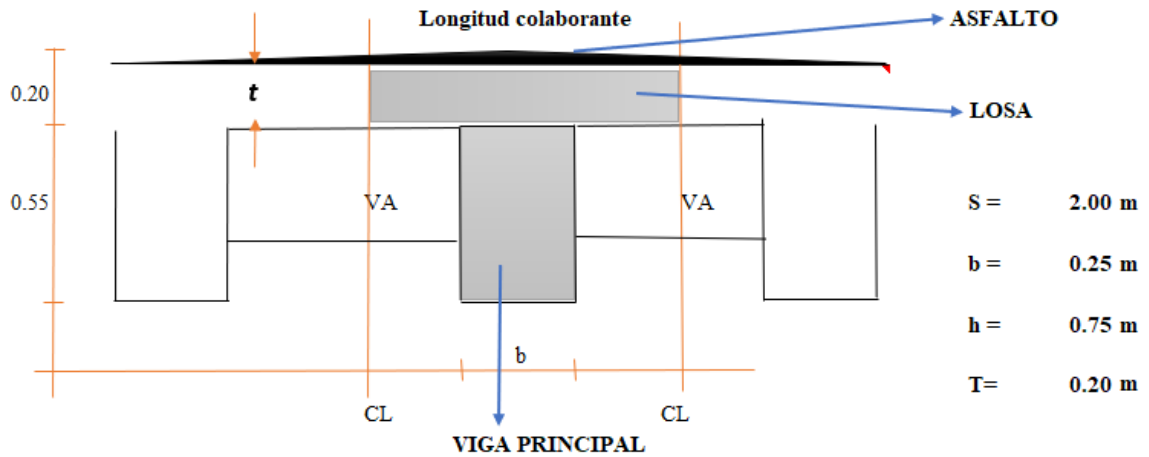 Longitud colaborante
ASFALTO
0.20
t
LOSA
0.55
VA
VA
S = 2.00 m
b = 0.25 m
h = 0.75 m
T= 0.20 m
b
CL
CL
VIGA PRINCIPAL